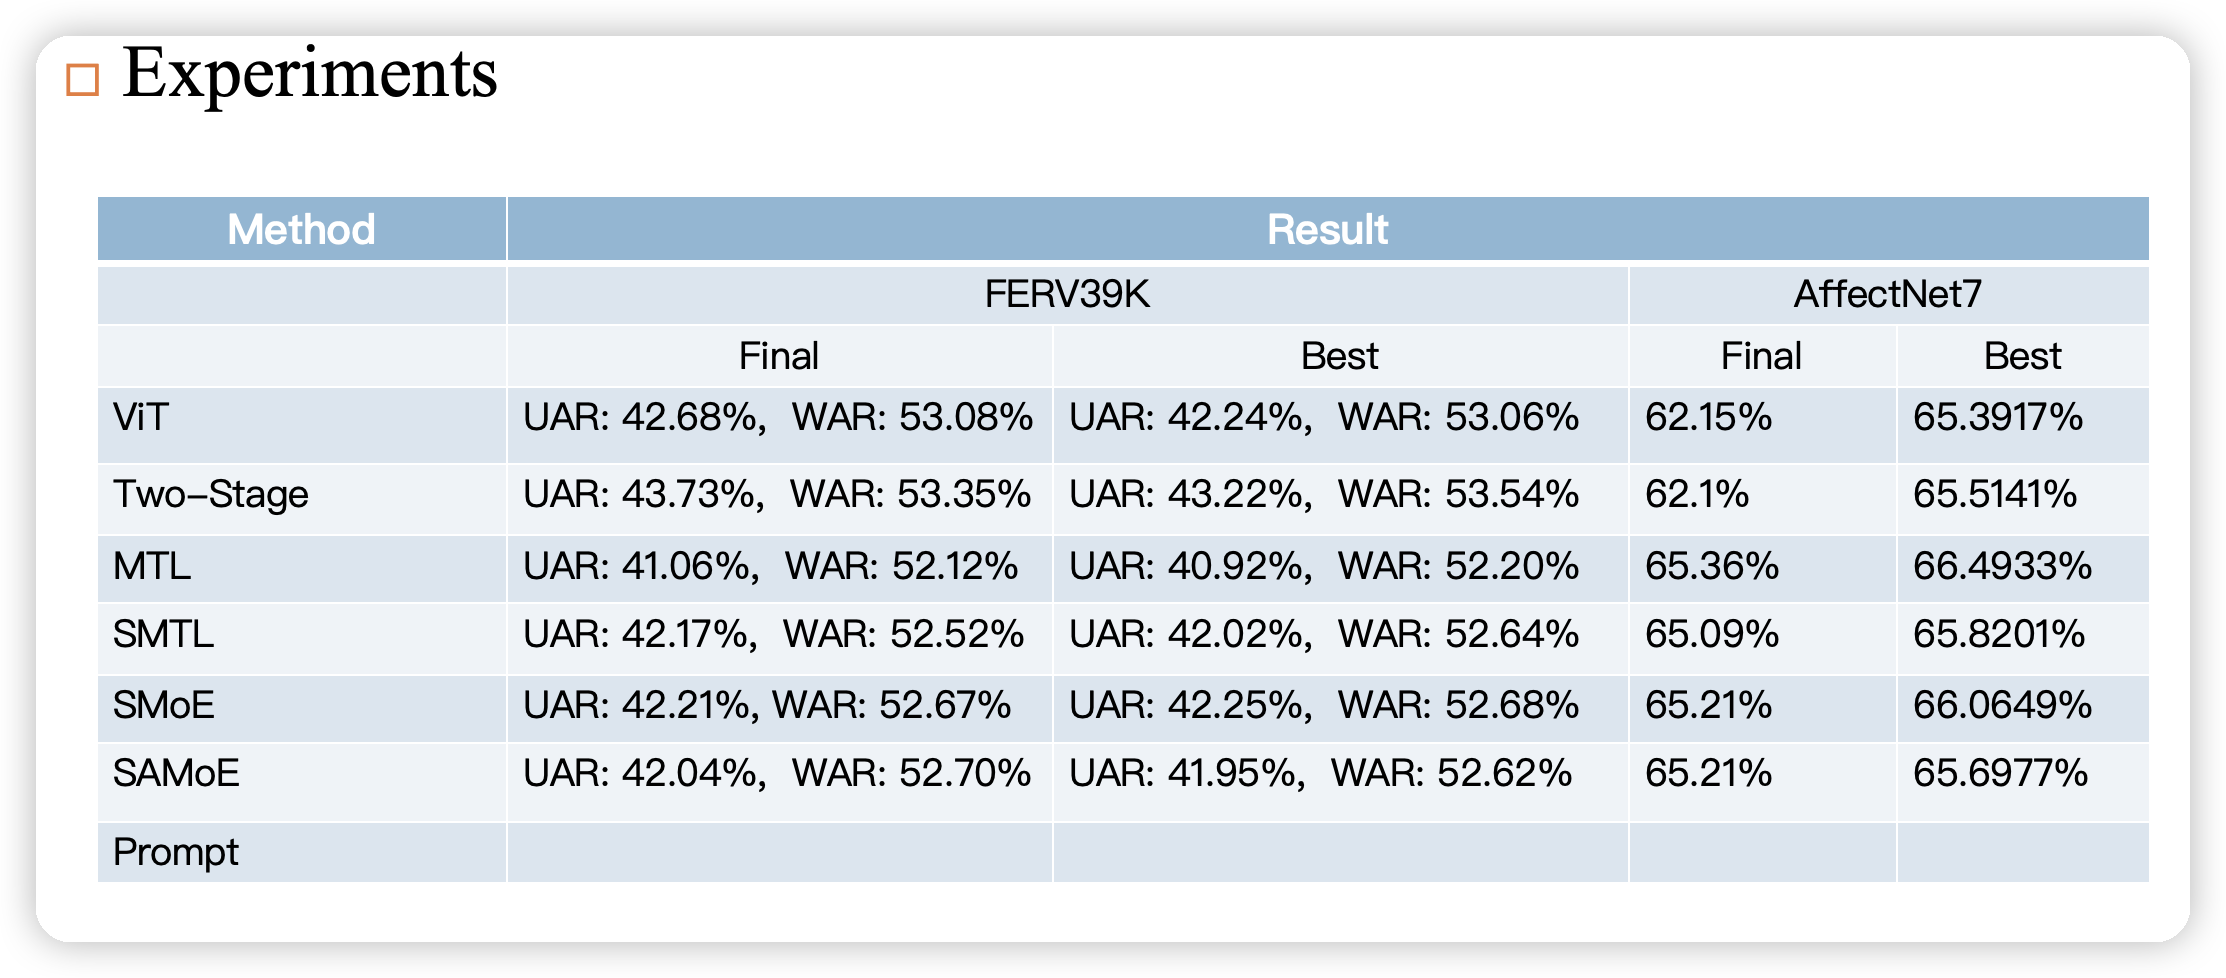 Experiments
Method Result
FERV39K AffectNet7
Final Best Final Best
ViT UAR: 42.68%, WAR: 53.08% UAR: 42.24%, WAR: 53.06% 62.15% 65.3917%
Two-Stage UAR: 43.73%, WAR: 53.35% UAR: 43.22%, WAR: 53.54% 62.1% 65.5141%
MTL UAR: 41.06%, WAR: 52.12% UAR: 40.92%, WAR: 52.20% 65.36% 66.4933%
SMTL UAR: 42.17%, WAR: 52.52% UAR: 42.02%, WAR: 52.64% 65.09% 65.8201%
SMoE UAR: 42.21%, WAR: 52.67% UAR: 42.25%, WAR: 52.68% 65.21% 66.0649%
SAMoE UAR: 42.04%, WAR: 52.70% UAR: 41.95%, WAR: 52.62% 65.21% 65.6977%
Prompt